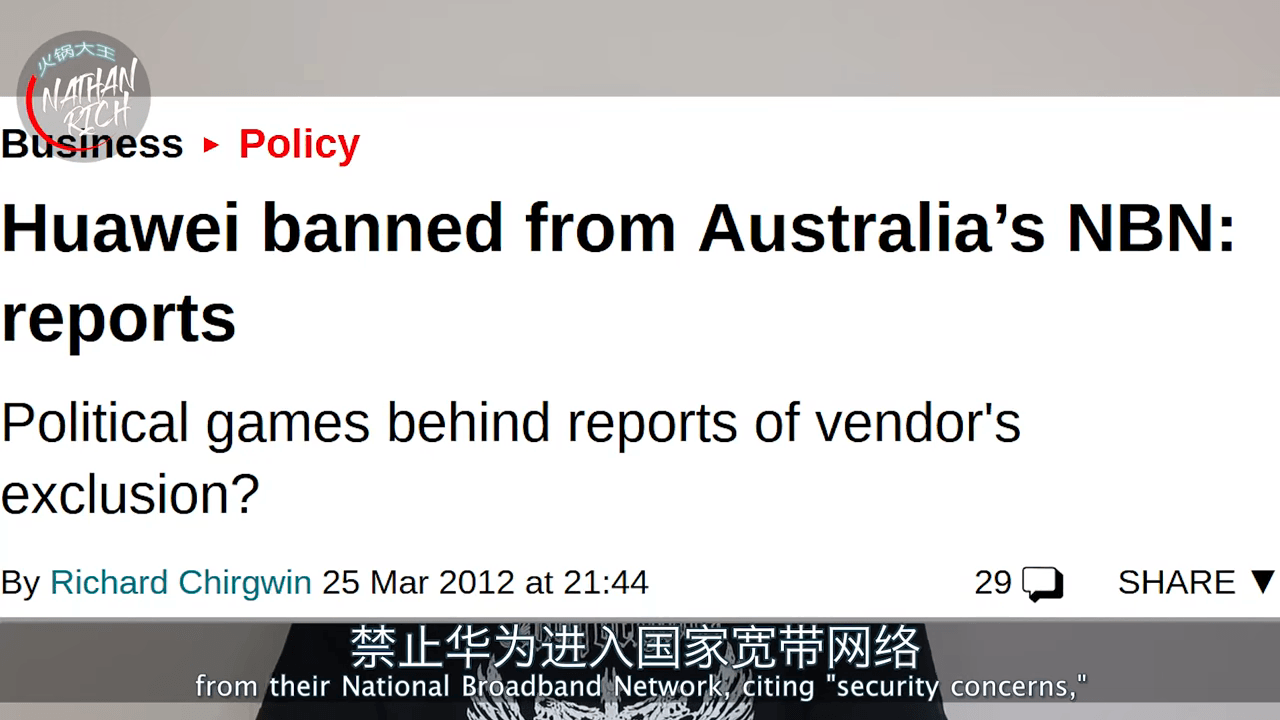 火锅大王
NATHAN
RICH
Business ▸ Policy
Huawei banned from Australia’s NBN:
reports
Political games behind reports of vendor's
exclusion?
By Richard Chirgwin 25 Mar 2012 at 21:44 29 SHARE ▼
禁止华为进入国家宽带网络
from their National Broadband Network, citing "security concerns,"